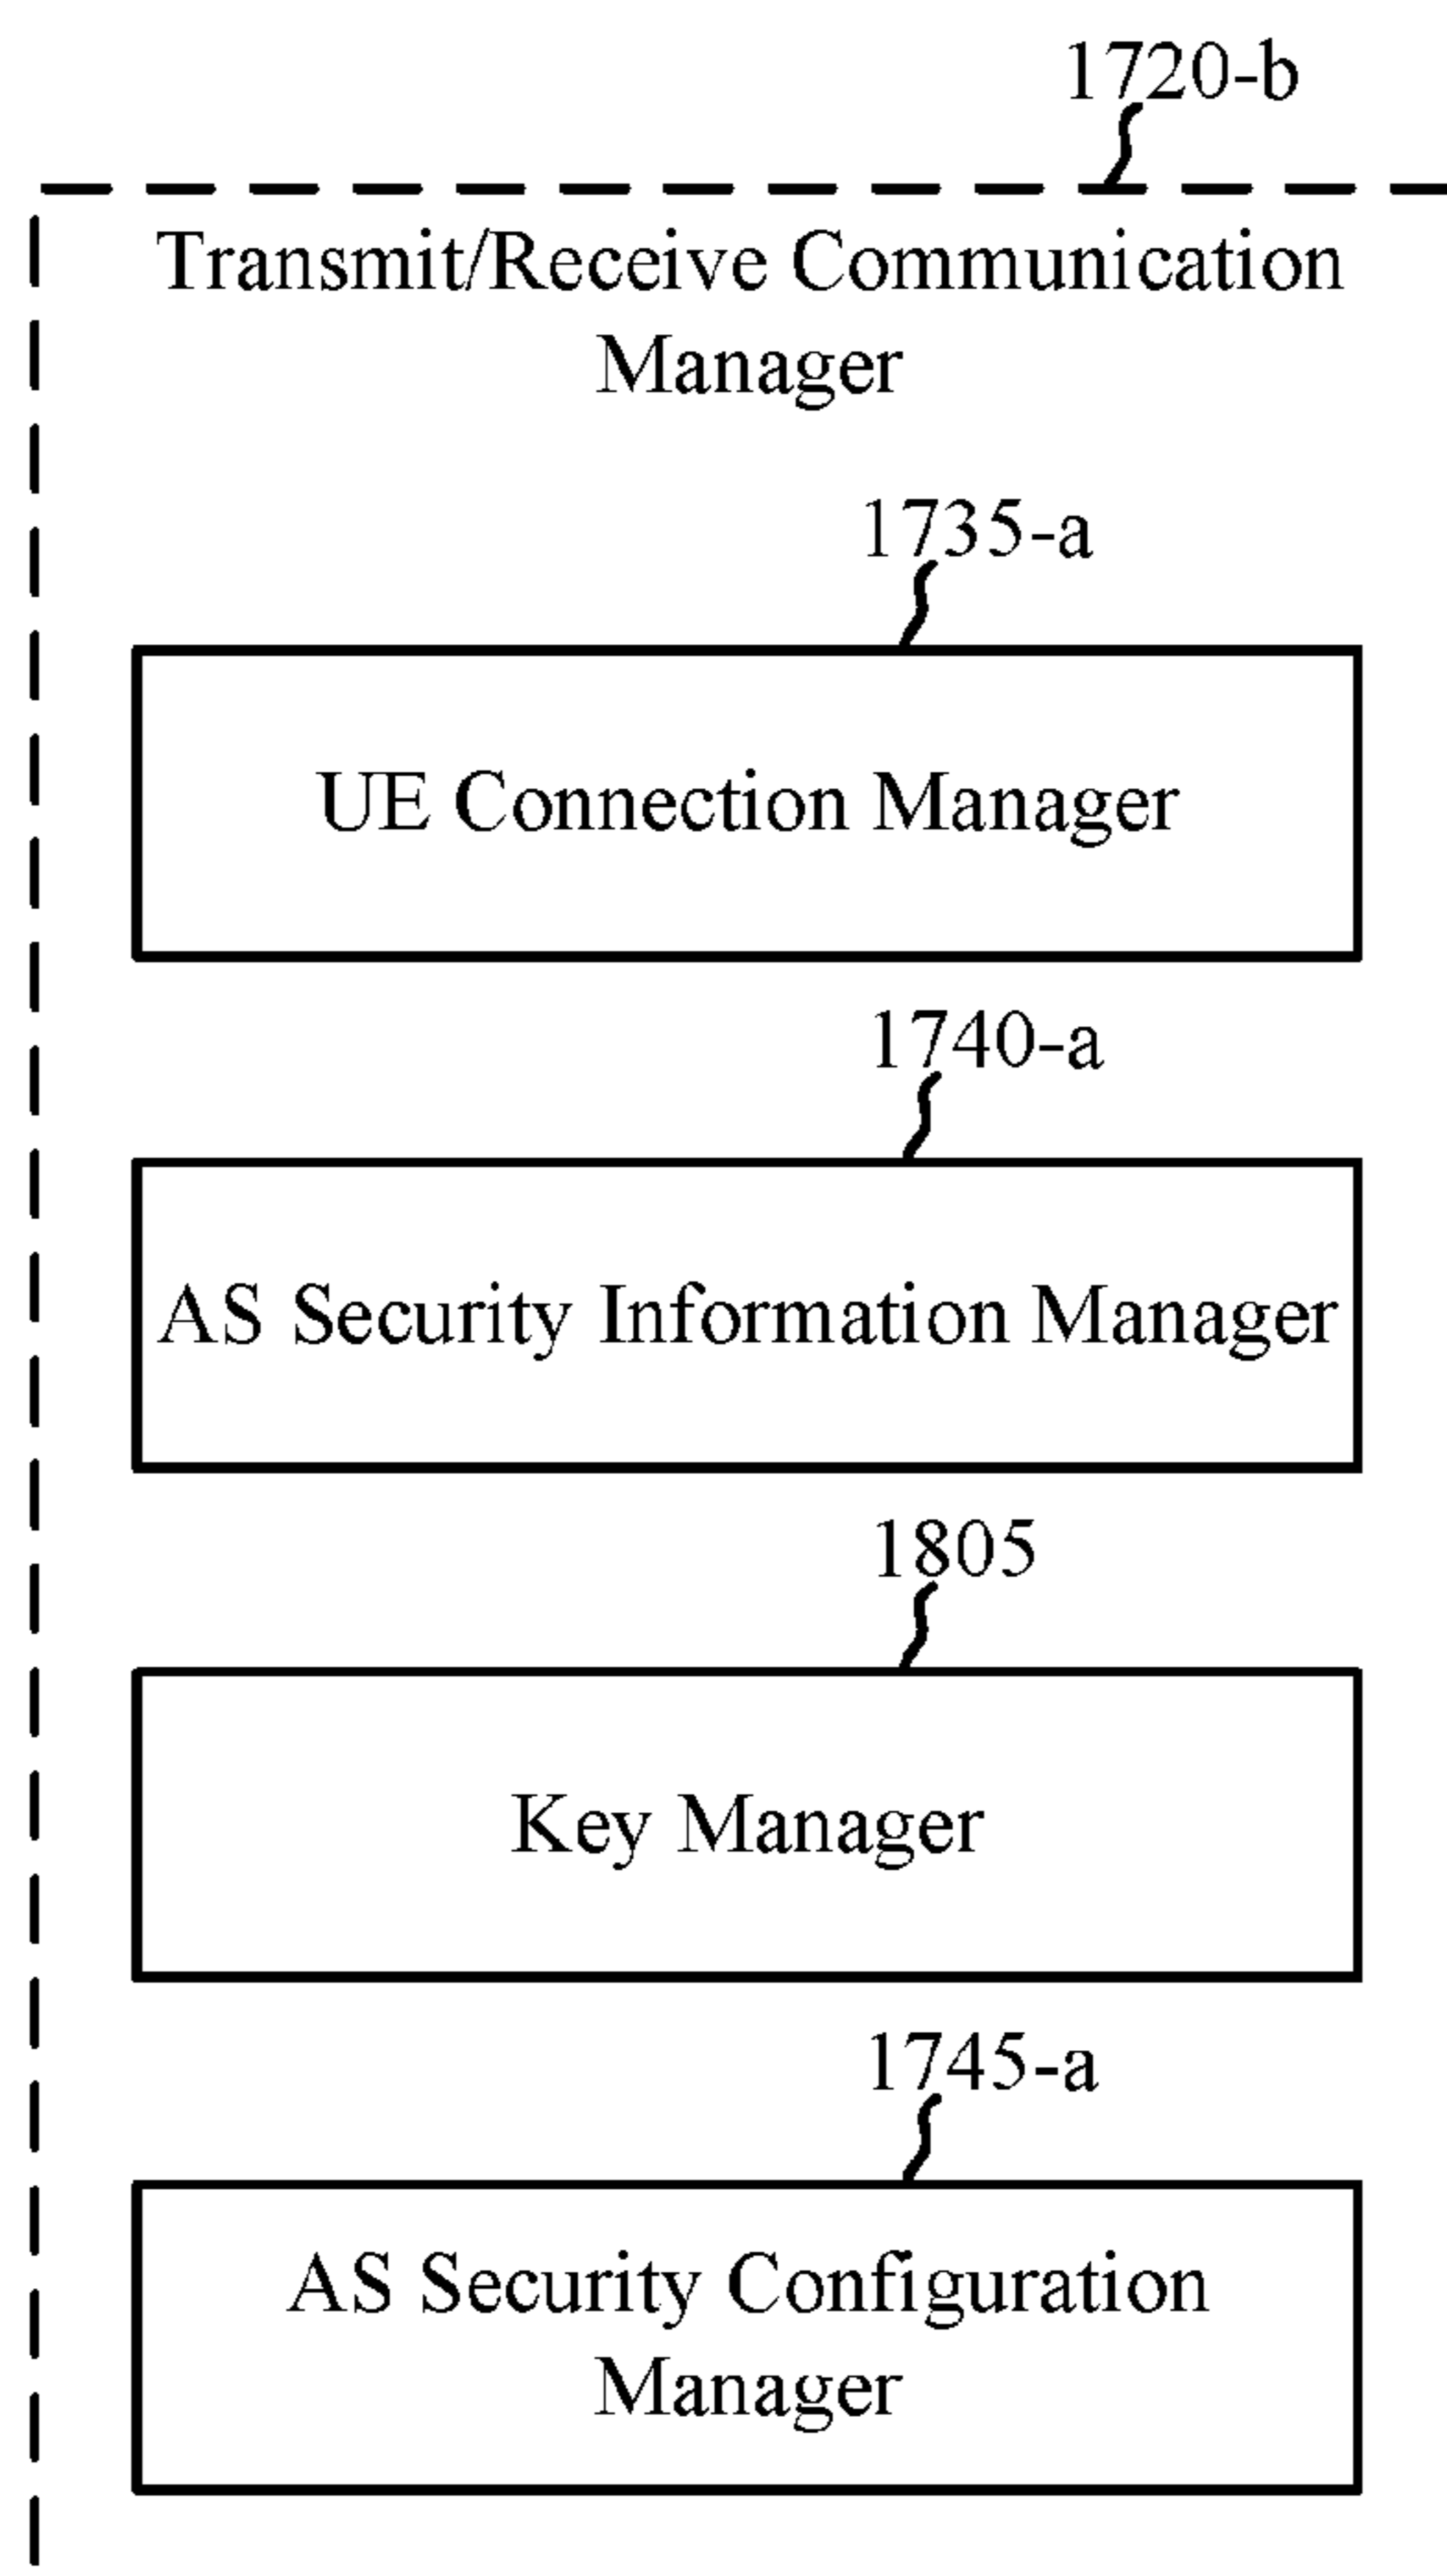 1720-b
Transmit/Receive Communication
Manager
1735-a
UE Connection Manager
1740-a
AS Security Information Manager
1805
Key Manager
1745-a
AS Security Configuration
Manager